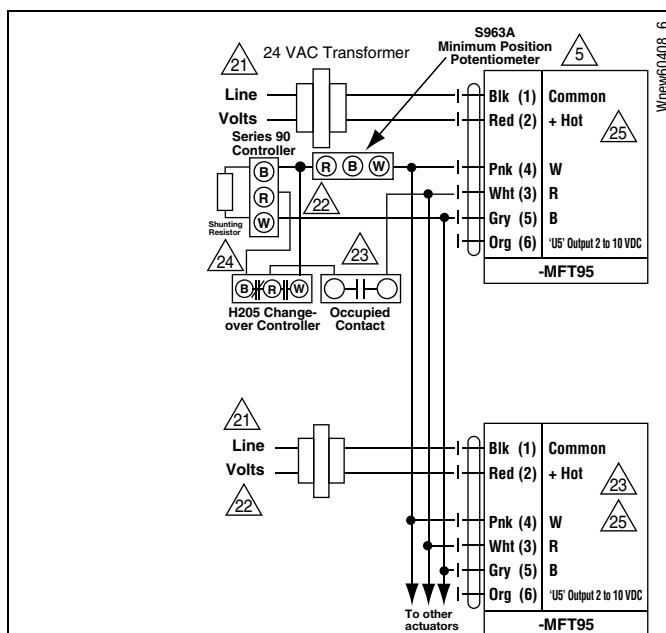 S963A
Minimum Position
Potentiometer
5
Wnew60408_6
21
24 VAC Transformer
Line
Volts
Blk (1) Common
Red (2) + Hot
25
Series 90
Controller
B
R
W
R B W
Pnk (4) W
Wht (3) R
Gry (5) B
Org (6) 'U5' Output 2 to 10 VDC
-MFT95
22
Shunting
Resistor
24
23
B R W
H205 Change-
over Controller
Occupied
Contact
21
Line
Volts
22
Blk (1) Common
Red (2) + Hot
23
25
Pnk (4) W
Wht (3) R
Gry (5) B
Org (6) 'U5' Output 2 to 10 VDC
-MFT95
To other
actuators